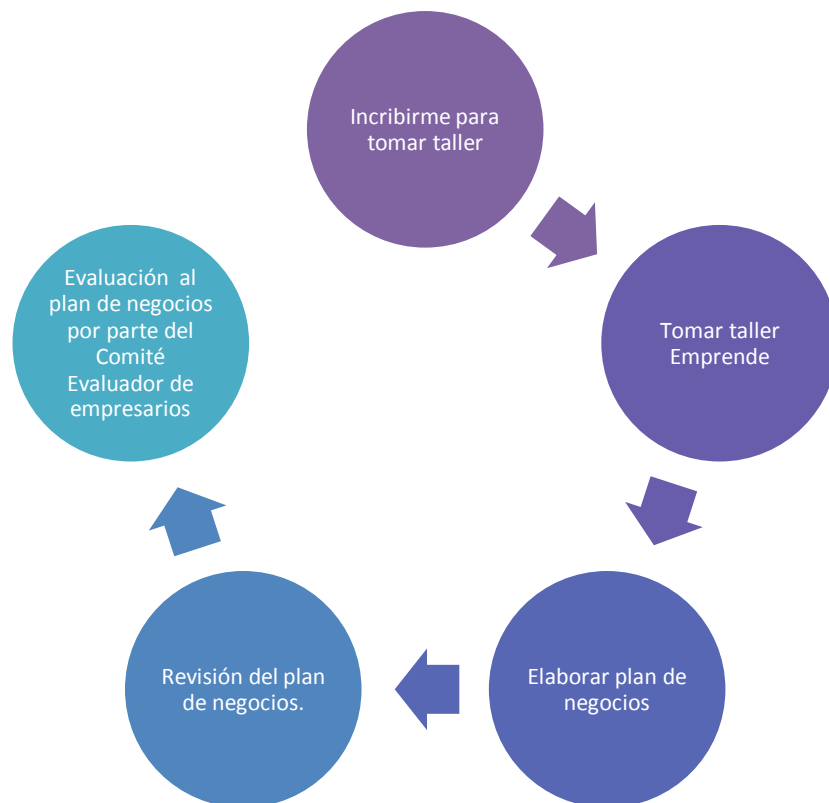 Incribirme para
tomar taller
Tomar taller
Emprende
Elaborar plan de
negocios
Revisión del plan
de negocios.
Evaluación al
plan de negocios
por parte del
Comité
Evaluador de
empresarios